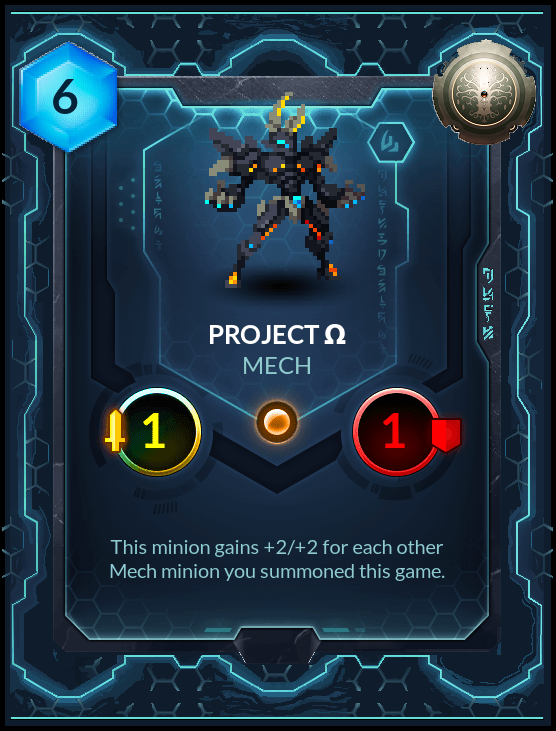 6
PROJECT Ω
MECH
1
1
This minion gains +2/+2 for each other
Mech minion you summoned this game.